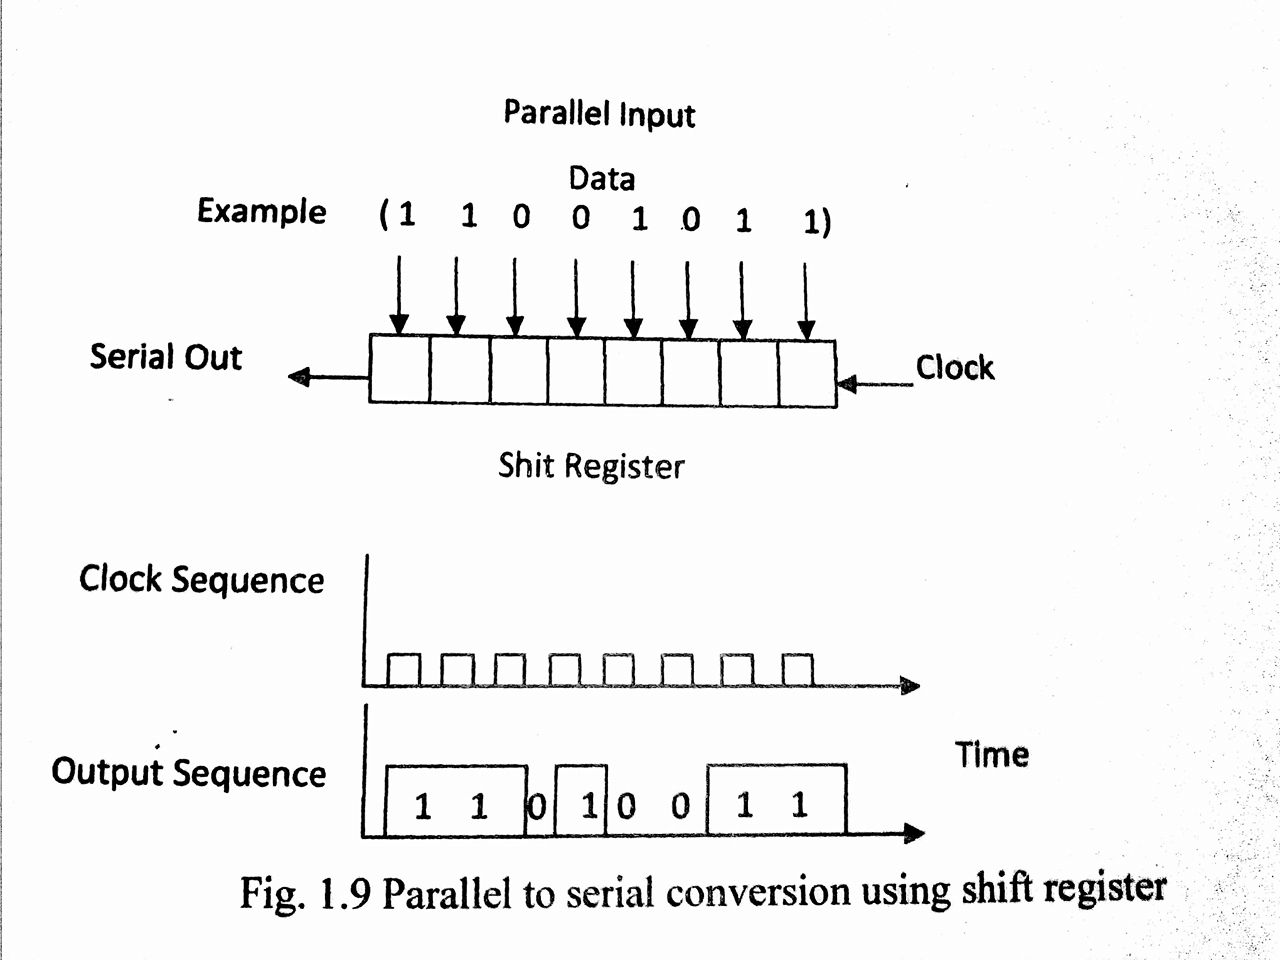 Parallel Input
Data
Example (1 1 0 0 1 0 1 1)
Serial Out
Clock
Shit Register
Clock Sequence
Time
Output Sequence
1 1 0 1 0 0 1 1
Fig. 1.9 Parallel to serial conversion using shift register